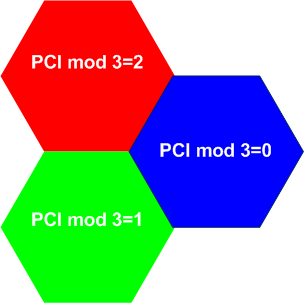 PCI mod 3=2
PCI mod 3=0
PCI mod 3=1